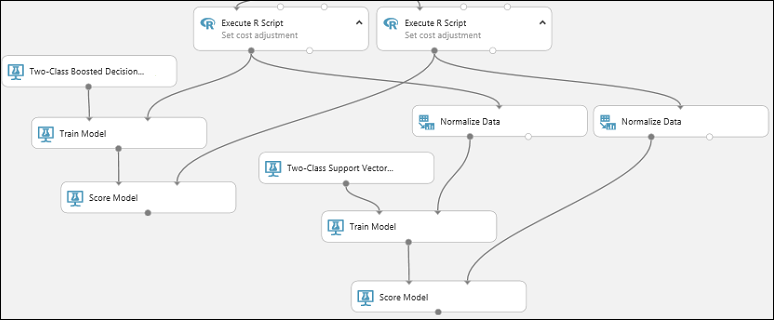 Execute R Script
Set cost adjustment
Execute R Script
Set cost adjustment
Two-Class Boosted Decision...
Train Model
Normalize Data
Normalize Data
Two-Class Support Vector...
Score Model
Train Model
Score Model